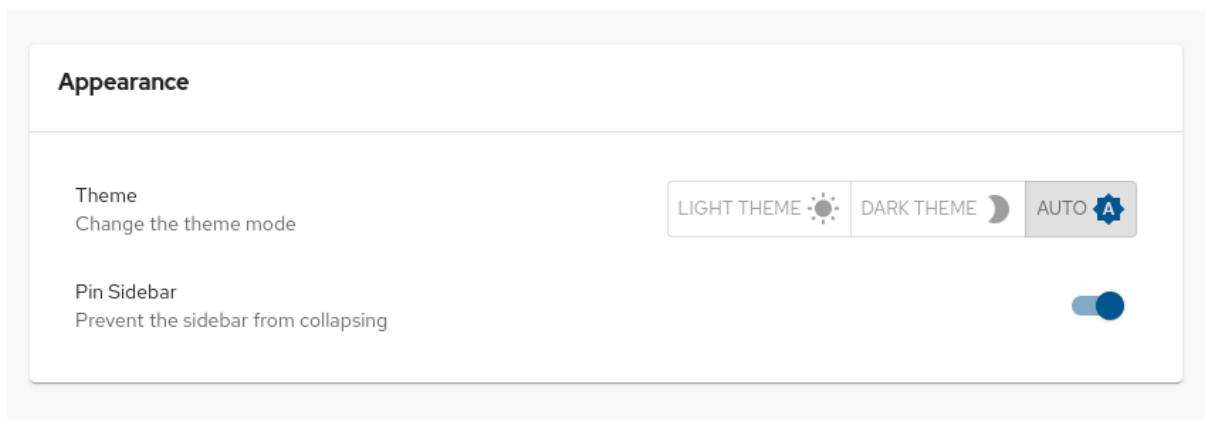 Appearance
Theme
Change the theme mode
LIGHT THEME DARK THEME AUTO A
Pin Sidebar
Prevent the sidebar from collapsing